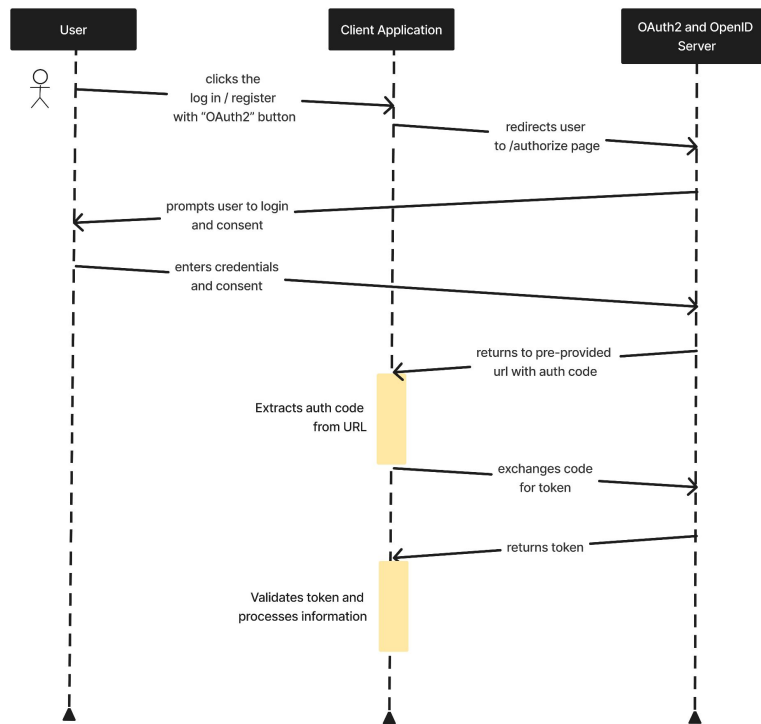 User
Client Application
OAuth2 and OpenID
Server
clicks the
log in / register
with “OAuth2” button
redirects user
to /authorize page
prompts user to login
and consent
enters credentials
and consent
returns to pre-provided
url with auth code
Extracts auth code
from URL
exchanges code
for token
returns token
Validates token and
processes information